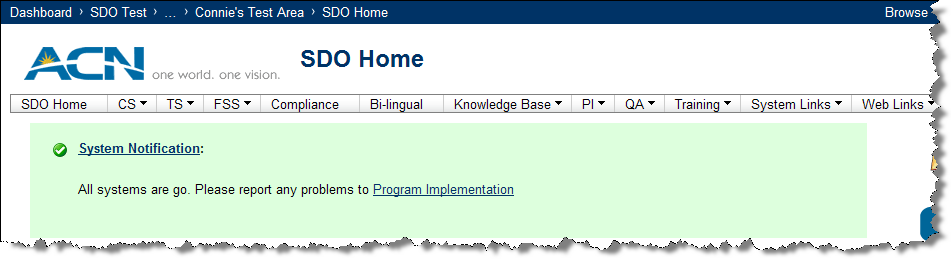 Dashboard › SDO Test › ... › Connie's Test Area › SDO Home Browse
ACN one world. one vision. SDO Home
SDO Home CS TS FSS Compliance Bi-lingual Knowledge Base PI QA Training System Links Web Links
System Notification:
All systems are go. Please report any problems to Program Implementation